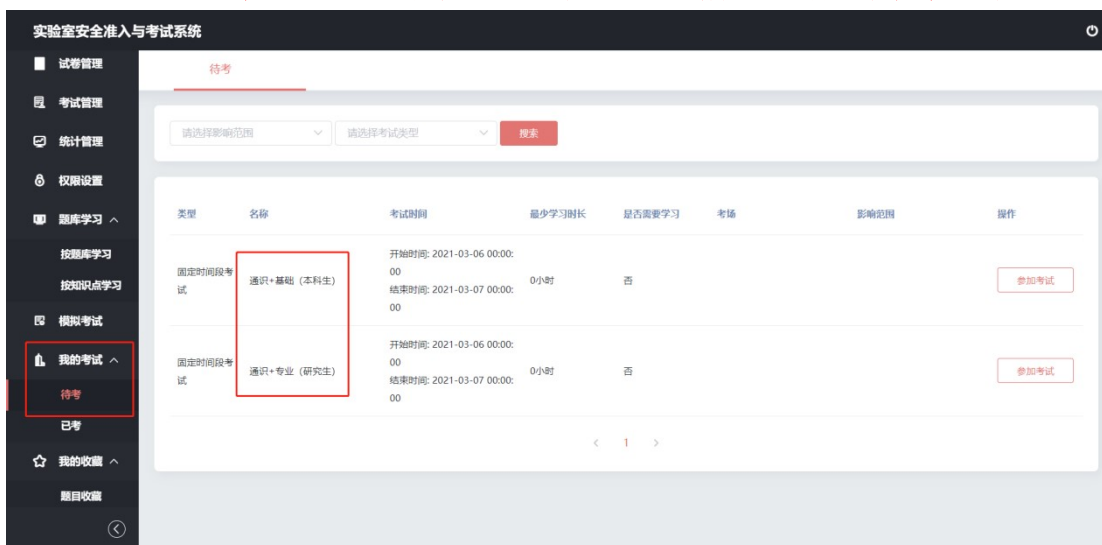 实验室安全准入与考试系统
试卷管理
考试管理
统计管理
权限设置
题库学习
按题库学习
按知识点学习
模拟考试
我的考试
待考
已考
我的收藏
题目收藏
待考
请选择影响范围
请选择考试类型
搜索
类型 名称 考试时间 最少学习时长 是否需要学习 考场 影响范围 操作
固定时间段考
试
通识+基础（本科生）
开始时间: 2021-03-06 00:00:
00
结束时间: 2021-03-07 00:00:
00
0小时
否
参加考试
固定时间段考
试
通识+专业（研究生）
开始时间: 2021-03-06 00:00:
00
结束时间: 2021-03-07 00:00:
00
0小时
否
参加考试
1